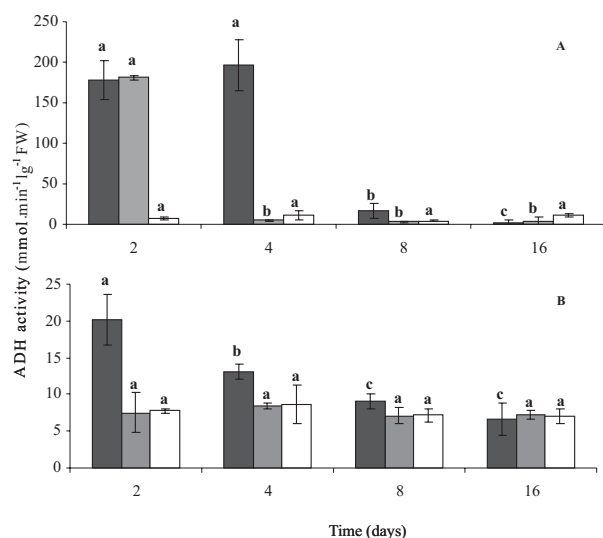 250
200
150
100
50
0
a a a a b a b b a c b a
A
2 4 8 16
ADH activity (mmol.min⁻¹]g⁻¹ FW)
25
20
15
10
5
0
a a a b a a c a a c a a
B
2 4 8 16
Time (days)